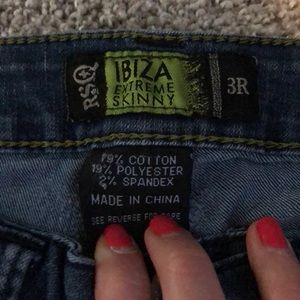 RSQ
IBIZA
EXTREME
SKINNY
3R
79% COTTON
19% POLYESTER
2% SPANDEX
MADE IN CHINA
SEE REVERSE FOR CARE